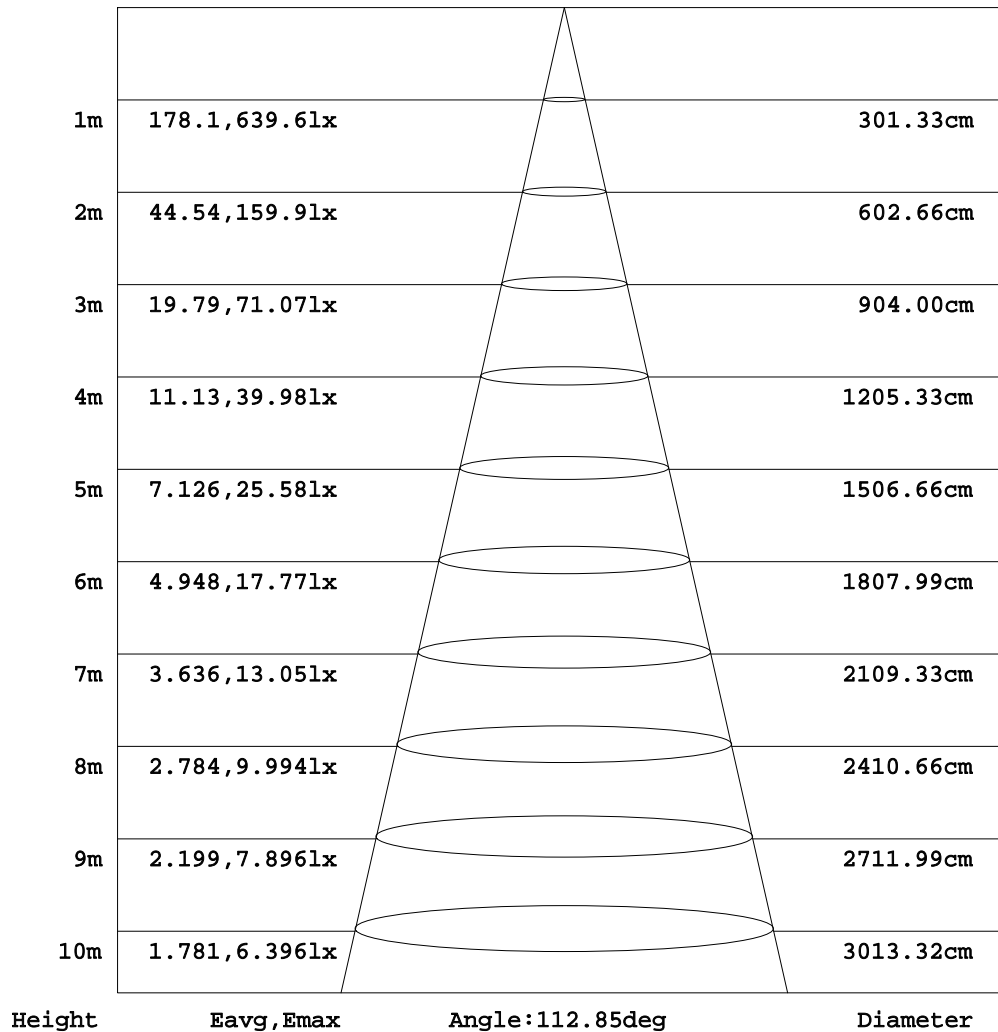 1m 178.1,639.6lx 301.33cm
2m 44.54,159.9lx 602.66cm
3m 19.79,71.07lx 904.00cm
4m 11.13,39.98lx 1205.33cm
5m 7.126,25.58lx 1506.66cm
6m 4.948,17.77lx 1807.99cm
7m 3.636,13.05lx 2109.33cm
8m 2.784,9.994lx 2410.66cm
9m 2.199,7.896lx 2711.99cm
10m 1.781,6.396lx 3013.32cm
Height Eavg,Emax Angle:112.85deg Diameter